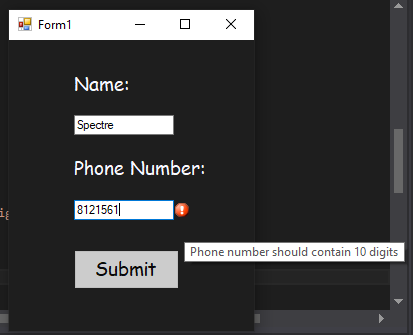 Form1
Name:
Spectre
Phone Number:
8121561
Phone number should contain 10 digits
Submit